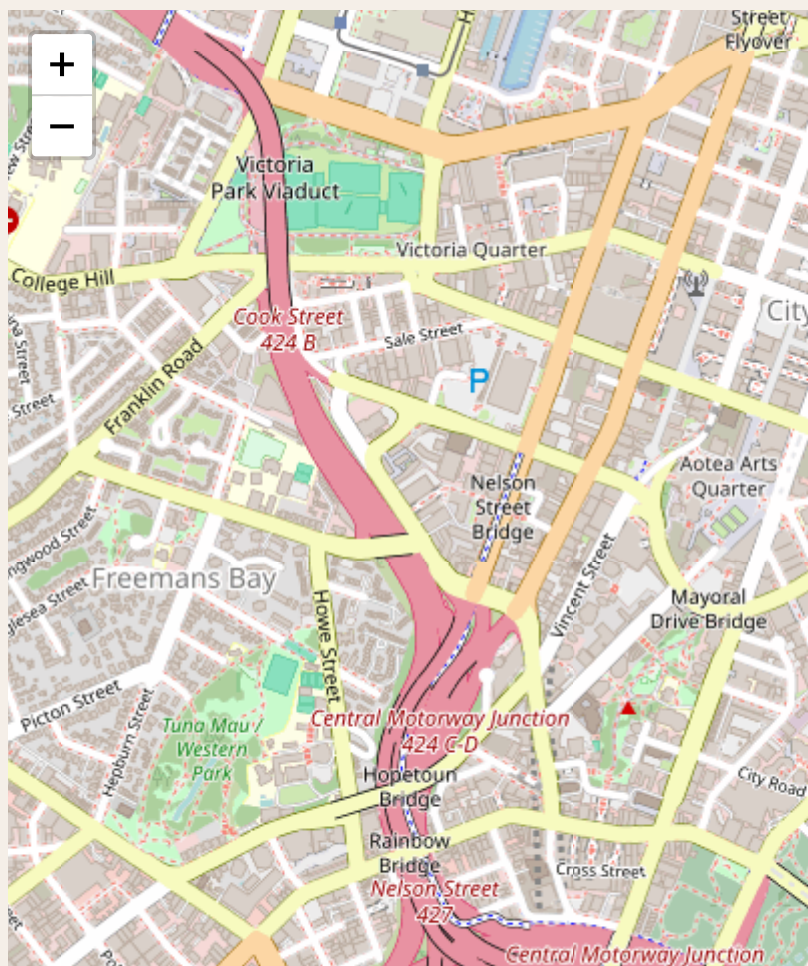 Street
Flyover
+
−
Victoria
Park Viaduct
Victoria Quarter
College Hill
City
Cook Street
424 B
Sale Street
Franklin Road
Street
P
Nelson
Street
Bridge
Aotea Arts
Quarter
Vincent Street
Freemans Bay
Howe Street
Mayoral
Drive Bridge
Picton Street
Hepburn Street
Tuna Mau /
Western
Park
Central Motorway Junction
424 C-D
Hopetoun
Bridge
City Road
Rainbow
Bridge
Cross Street
Nelson Street
427
Central Motorway Junction